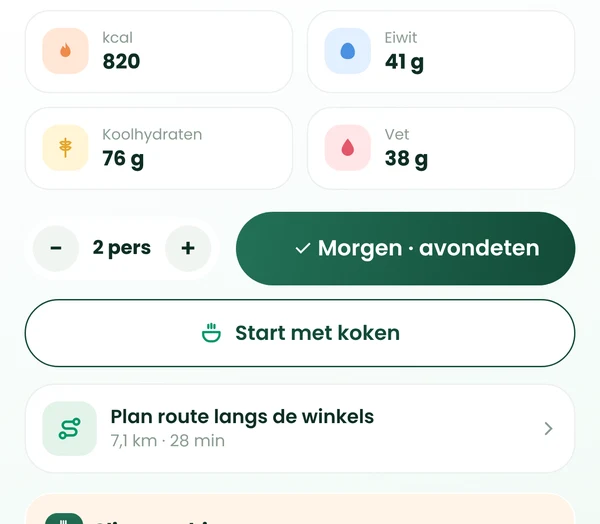 kcal
820
Eiwit
41 g
Koolhydraten
76 g
Vet
38 g
− 2 pers +
✓ Morgen · avondeten
Start met koken
Plan route langs de winkels
7,1 km · 28 min